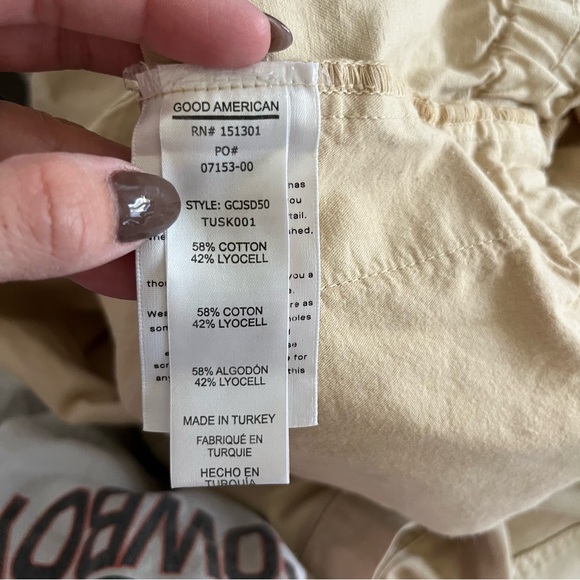 GOOD AMERICAN
RN# 151301
PO#
07153-00
STYLE: GCJSD50
TUSK001
58% COTTON
42% LYOCELL
58% COTON
42% LYOCELL
58% ALGODÓN
42% LYOCELL
MADE IN TURKEY
FABRIQUÉ EN
TURQUIE
HECHO EN
TURQUÍA